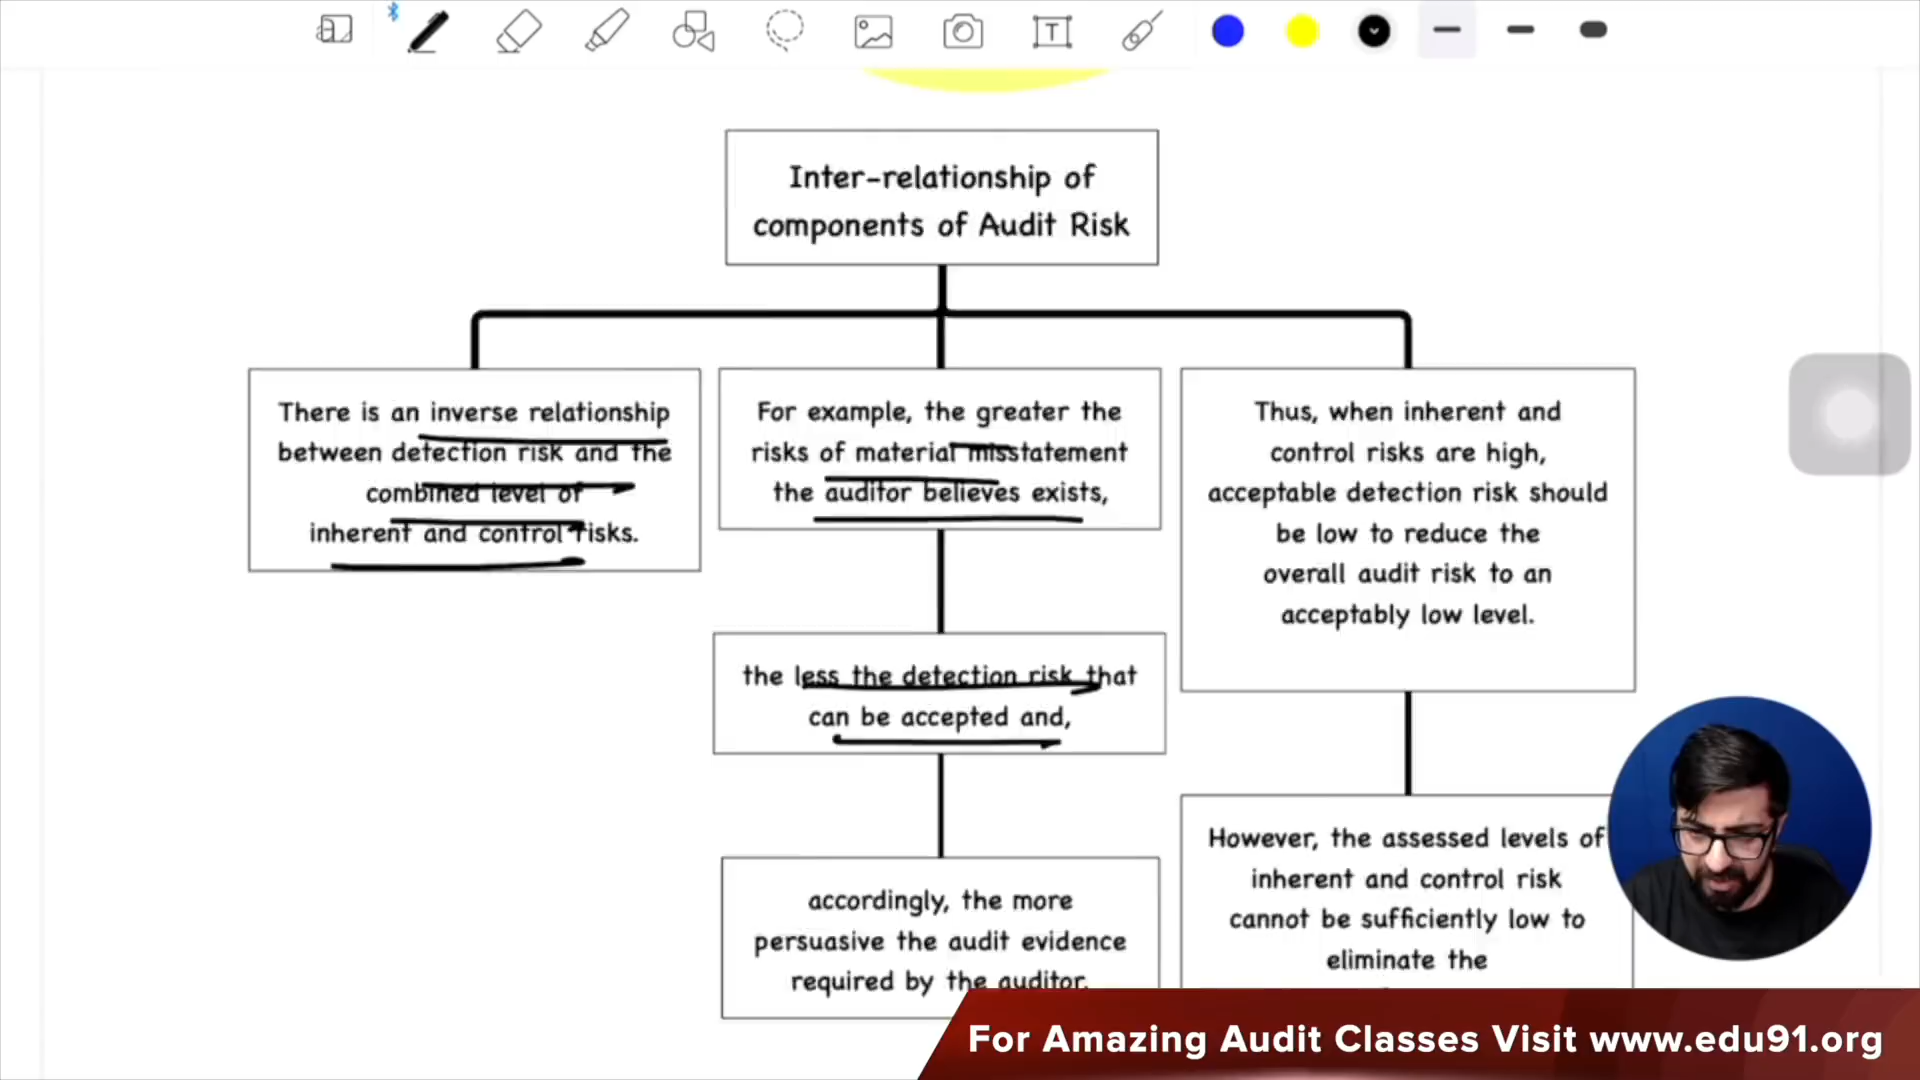 Inter-relationship of
components of Audit Risk
There is an inverse relationship
between detection risk and the
combined level of
inherent and control risks.
For example, the greater the
risks of material misstatement
the auditor believes exists,
the less the detection risk that
can be accepted and,
accordingly, the more
persuasive the audit evidence
required by the auditor.
Thus, when inherent and
control risks are high,
acceptable detection risk should
be low to reduce the
overall audit risk to an
acceptably low level.
However, the assessed levels of
inherent and control risk
cannot be sufficiently low to
eliminate the
For Amazing Audit Classes Visit www.edu91.org